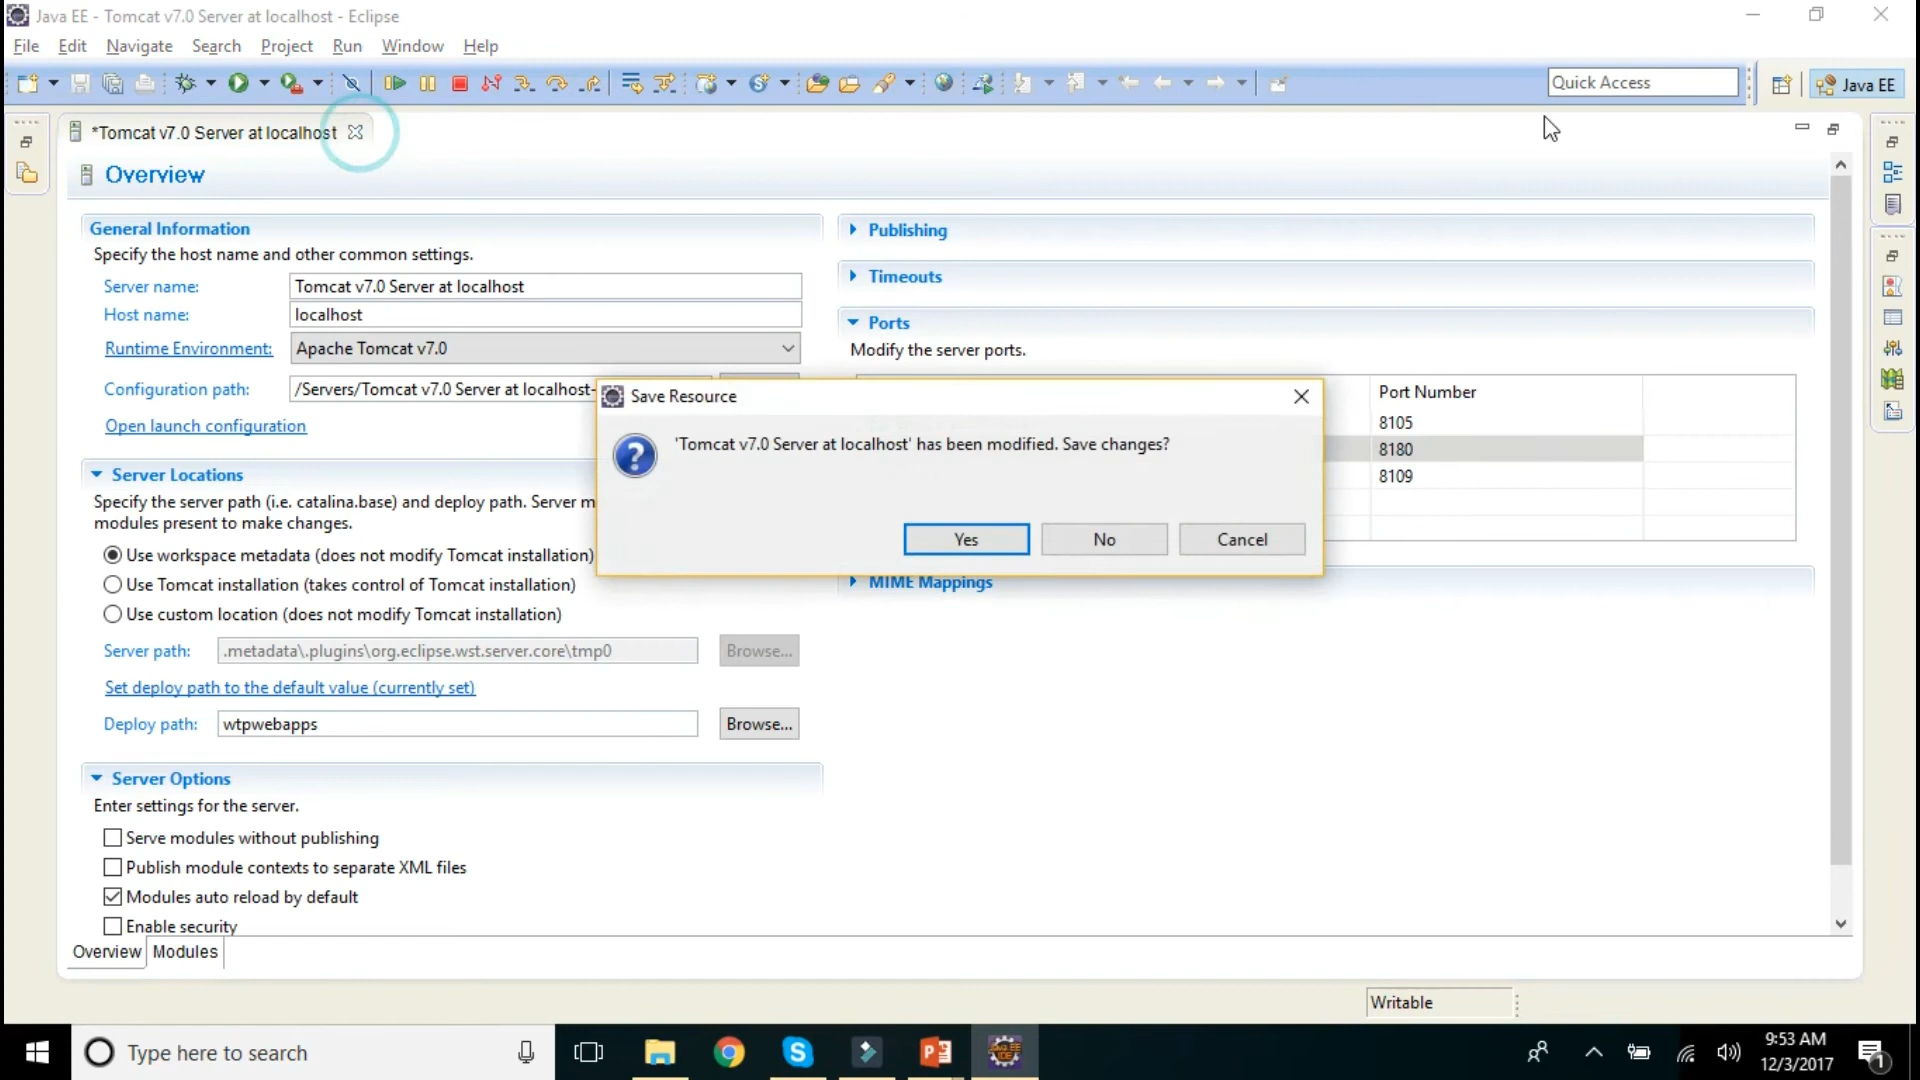 Java EE - Tomcat v7.0 Server at localhost - Eclipse
File Edit Navigate Search Project Run Window Help
Quick Access
Java EE
*Tomcat v7.0 Server at localhost
Overview
General Information
Specify the host name and other common settings.
Server name: Tomcat v7.0 Server at localhost
Host name: localhost
Runtime Environment: Apache Tomcat v7.0
Configuration path: /Servers/Tomcat v7.0 Server at localhost-
Open launch configuration
Server Locations
Specify the server path (i.e. catalina.base) and deploy path. Server m
modules present to make changes.
Use workspace metadata (does not modify Tomcat installation)
Use Tomcat installation (takes control of Tomcat installation)
Use custom location (does not modify Tomcat installation)
Server path: .metadata\.plugins\org.eclipse.wst.server.core\tmp0
Browse...
Set deploy path to the default value (currently set)
Deploy path: wtpwebapps
Browse...
Server Options
Enter settings for the server.
Serve modules without publishing
Publish module contexts to separate XML files
Modules auto reload by default
Enable security
Publishing
Timeouts
Ports
Modify the server ports.
Port Number
8105
8180
8109
MIME Mappings
Save Resource
'Tomcat v7.0 Server at localhost' has been modified. Save changes?
Yes No Cancel
Overview Modules
Writable
Type here to search
9:53 AM
12/3/2017
1